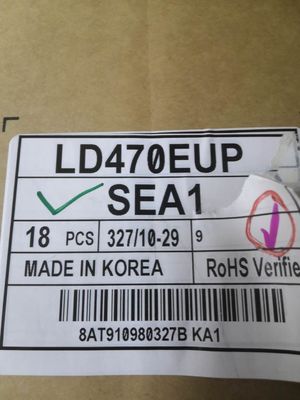 LD470EUP
SEA1
18 PCS 327/10-29 9
MADE IN KOREA RoHS Verifie
8AT910980327B KA1